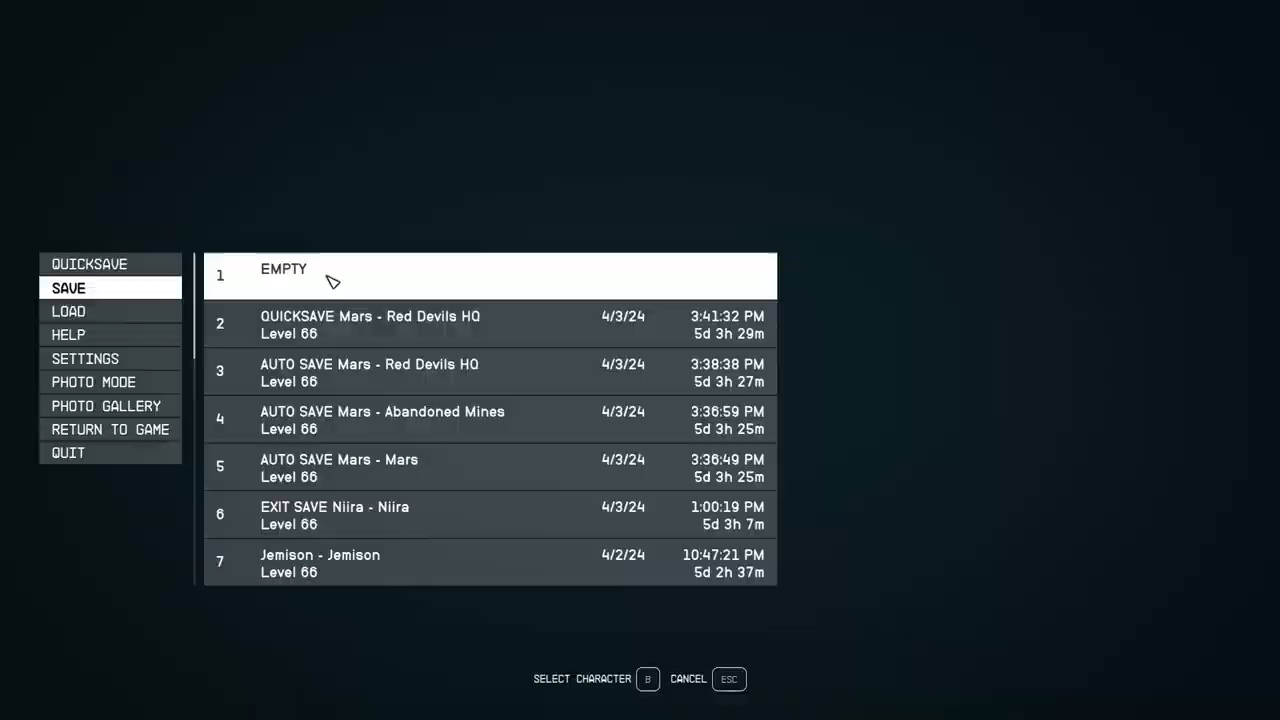 QUICKSAVE
SAVE
LOAD
HELP
SETTINGS
PHOTO MODE
PHOTO GALLERY
RETURN TO GAME
QUIT
1 EMPTY
2 QUICKSAVE Mars - Red Devils HQ 4/3/24 3:41:32 PM
Level 66 5d 3h 29m
3 AUTO SAVE Mars - Red Devils HQ 4/3/24 3:38:38 PM
Level 66 5d 3h 27m
4 AUTO SAVE Mars - Abandoned Mines 4/3/24 3:36:59 PM
Level 66 5d 3h 25m
5 AUTO SAVE Mars - Mars 4/3/24 3:36:49 PM
Level 66 5d 3h 25m
6 EXIT SAVE Niira - Niira 4/3/24 1:00:19 PM
Level 66 5d 3h 7m
7 Jemison - Jemison 4/2/24 10:47:21 PM
Level 66 5d 2h 37m
SELECT CHARACTER B CANCEL ESC